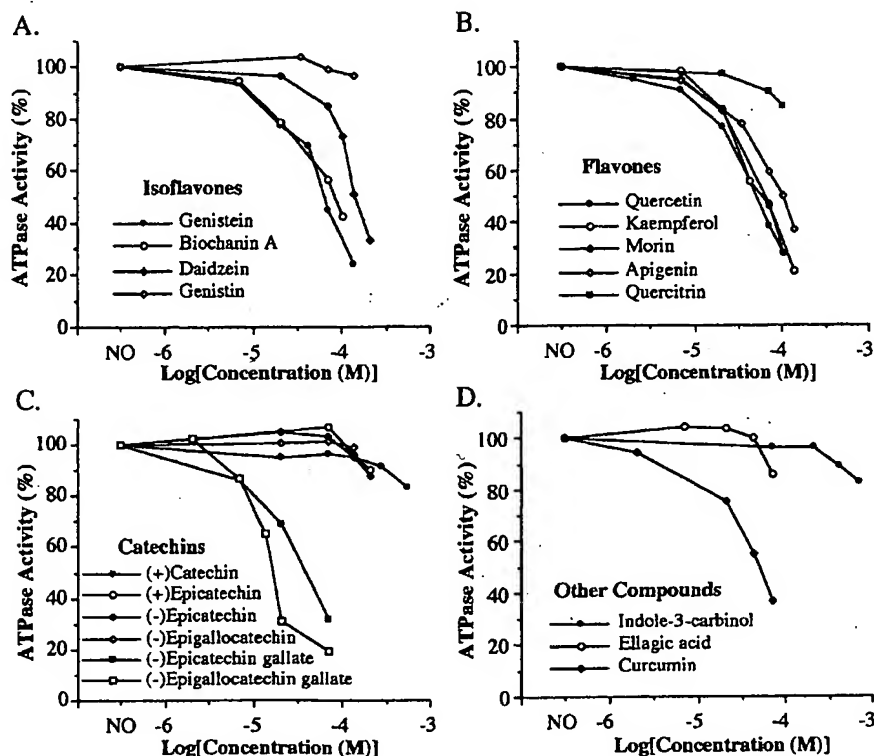 A.
ATPase Activity (%)
100
80
60
40
20
0
Isoflavones
Genistein
Biochanin A
Daidzein
Genistin
NO -6 -5 -4 -3
Log[Concentration (M)]
B.
ATPase Activity (%)
100
80
60
40
20
0
Flavones
Quercetin
Kaempferol
Morin
Apigenin
Quercitrin
NO -6 -5 -4 -3
Log[Concentration (M)]
C.
ATPase Activity (%)
100
80
60
40
20
0
Catechins
(+)Catechin
(+)Epicatechin
(-)Epicatechin
(-)Epigallocatechin
(-)Epicatechin gallate
(-)Epigallocatechin gallate
NO -6 -5 -4 -3
Log[Concentration (M)]
D.
ATPase Activity (%)
100
80
60
40
20
0
Other Compounds
Indole-3-carbinol
Ellagic acid
Curcumin
NO -6 -5 -4 -3
Log[Concentration (M)]